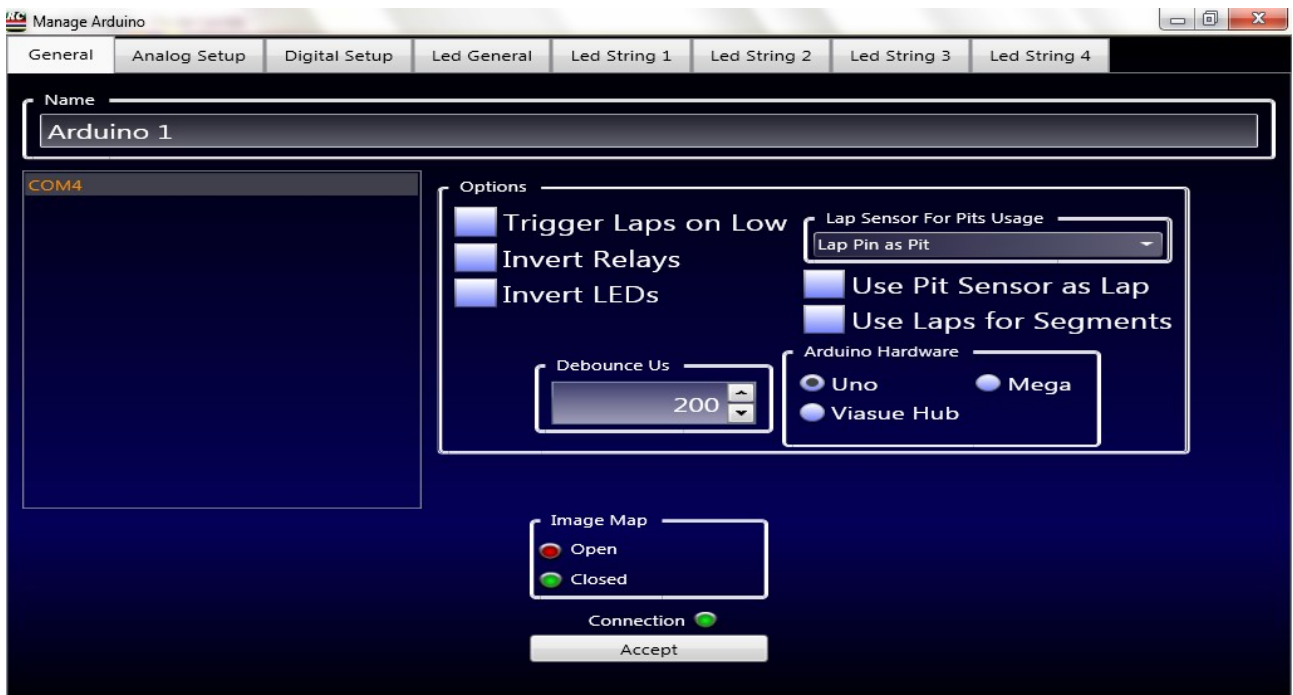 RC Manage Arduino
General Analog Setup Digital Setup Led General Led String 1 Led String 2 Led String 3 Led String 4
Name
Arduino 1
COM4
Options
Trigger Laps on Low
Invert Relays
Invert LEDs
Lap Sensor For Pits Usage
Lap Pin as Pit
Use Pit Sensor as Lap
Use Laps for Segments
Debounce Us
200
Arduino Hardware
Uno Mega
Viasue Hub
Image Map
Open
Closed
Connection
Accept